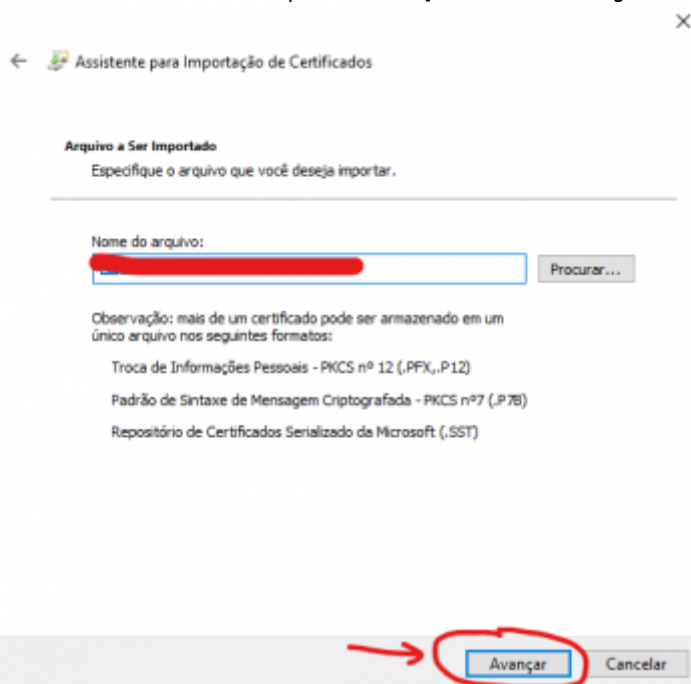 Assistente para Importação de Certificados
Arquivo a Ser Importado
Especifique o arquivo que você deseja importar.
Nome do arquivo:
Procurar...
Observação: mais de um certificado pode ser armazenado em um
único arquivo nos seguintes formatos:
Troca de Informações Pessoais - PKCS nº 12 (.PFX,.P12)
Padrão de Sintaxe de Mensagem Criptografada - PKCS nº7 (.P7B)
Repositório de Certificados Serializado da Microsoft (.SST)
Avançar Cancelar